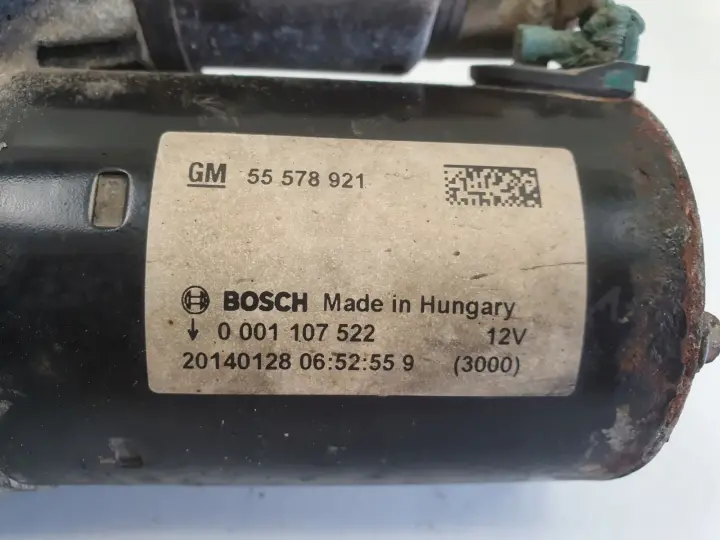 GM 55 578 921
BOSCH Made in Hungary
↓ 0 001 107 522 12V
20140128 06:52:55 9 (3000)